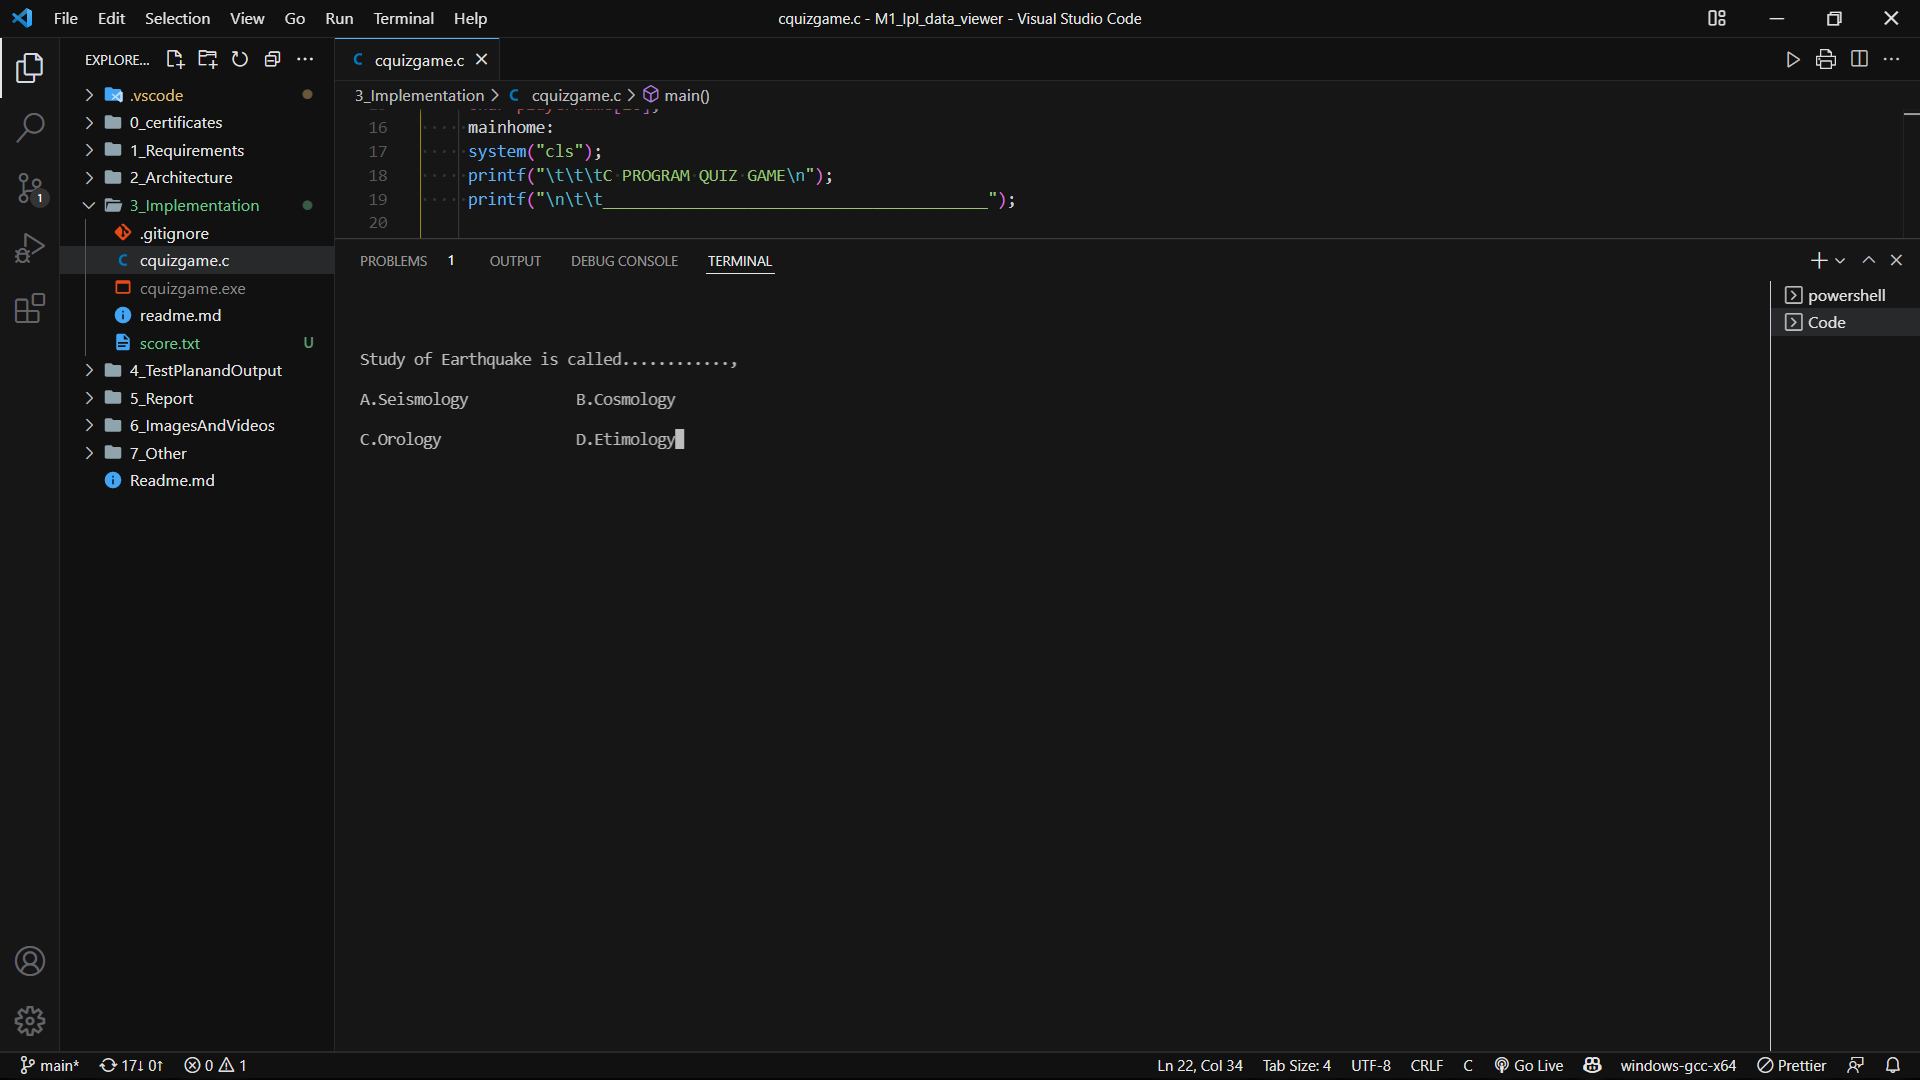 File Edit Selection View Go Run Terminal Help
cquizgame.c - M1_lpl_data_viewer - Visual Studio Code
EXPLORE...
.vscode
0_certificates
1_Requirements
2_Architecture
3_Implementation
.gitignore
cquizgame.c
cquizgame.exe
readme.md
score.txt U
4_TestPlanandOutput
5_Report
6_ImagesAndVideos
7_Other
Readme.md
1
cquizgame.c
3_Implementation > cquizgame.c > main()
16 mainhome:
17 system("cls");
18 printf("\t\t\tC PROGRAM QUIZ GAME\n");
19 printf("\n\t\t________________________________________");
20
PROBLEMS 1 OUTPUT DEBUG CONSOLE TERMINAL
powershell
Code
Study of Earthquake is called............,
A.Seismology B.Cosmology
C.Orology D.Etimology
main* 17↓ 0↑ 0 1
Ln 22, Col 34 Tab Size: 4 UTF-8 CRLF C Go Live windows-gcc-x64 Prettier